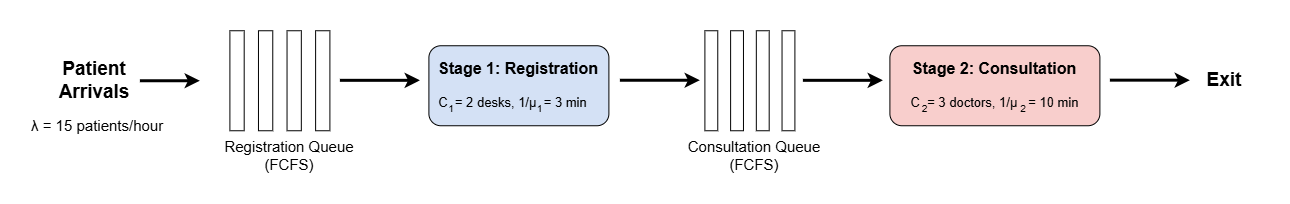 Patient
Arrivals
λ = 15 patients/hour
Registration Queue
(FCFS)
Stage 1: Registration
C₁= 2 desks, 1/μ₁= 3 min
Consultation Queue
(FCFS)
Stage 2: Consultation
C₂= 3 doctors, 1/μ₂ = 10 min
Exit